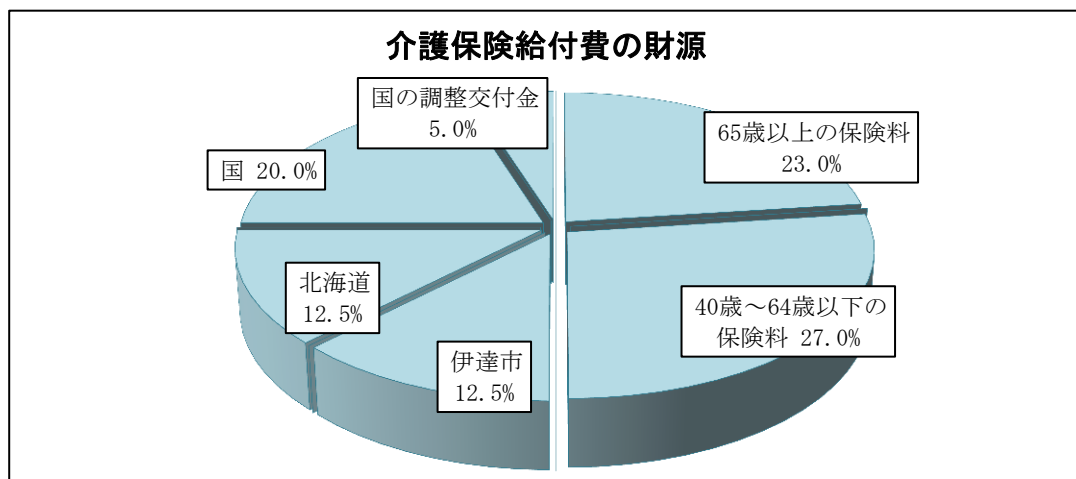 介護保険給付費の財源
国の調整交付金
5.0%
65歳以上の保険料
23.0%
国 20.0%
北海道
12.5%
40歳～64歳以下の
保険料 27.0%
伊達市
12.5%